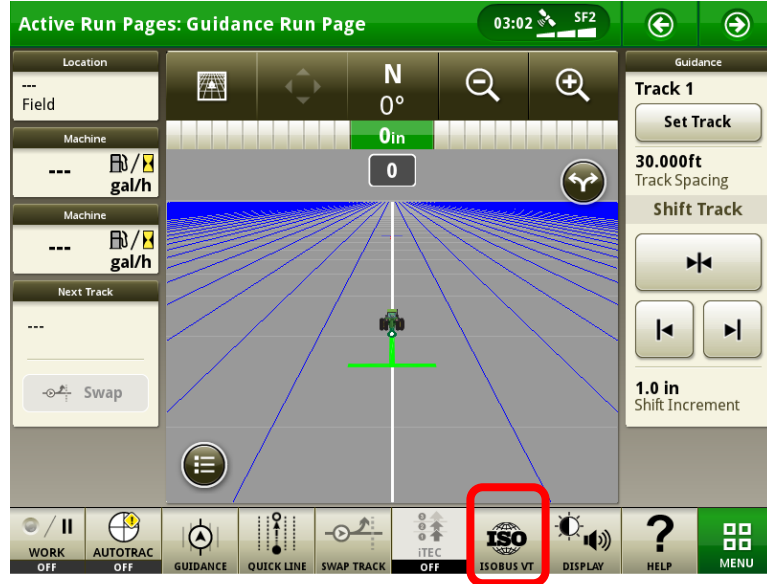 Active Run Pages: Guidance Run Page
03:02
SF2
Location
---
Field
Machine
---
gal/h
Machine
---
gal/h
Next Track
---
Swap
N
0°
0in
0
Guidance
Track 1
Set Track
30.000ft
Track Spacing
Shift Track
1.0 in
Shift Increment
WORK
OFF
AUTOTRAC
OFF
GUIDANCE
QUICK LINE
SWAP TRACK
iTEC
OFF
ISO
ISOBUS VT
DISPLAY
?
HELP
MENU